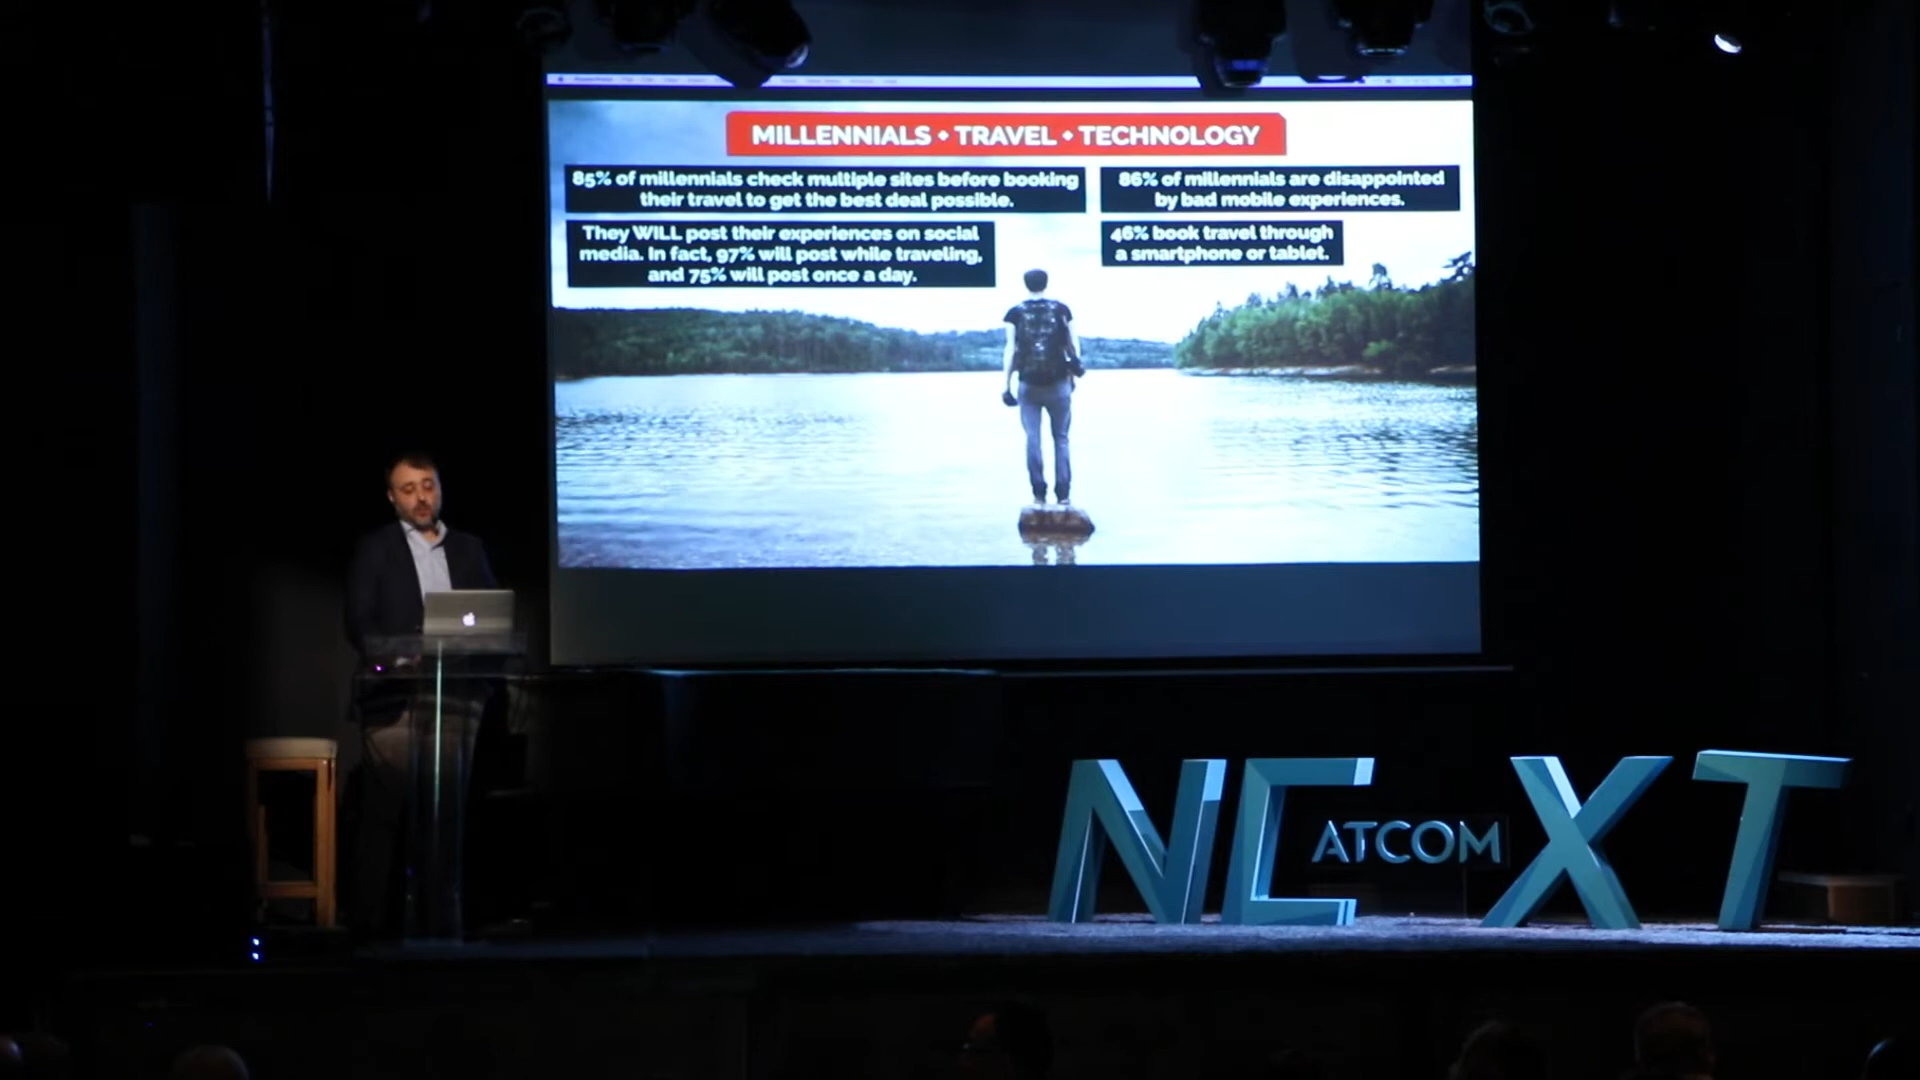 MILLENNIALS • TRAVEL • TECHNOLOGY
85% of millennials check multiple sites before booking
their travel to get the best deal possible.
86% of millennials are disappointed
by bad mobile experiences.
They WILL post their experiences on social
media. In fact, 97% will post while traveling,
and 75% will post once a day.
46% book travel through
a smartphone or tablet.
NEXT
ATCOM